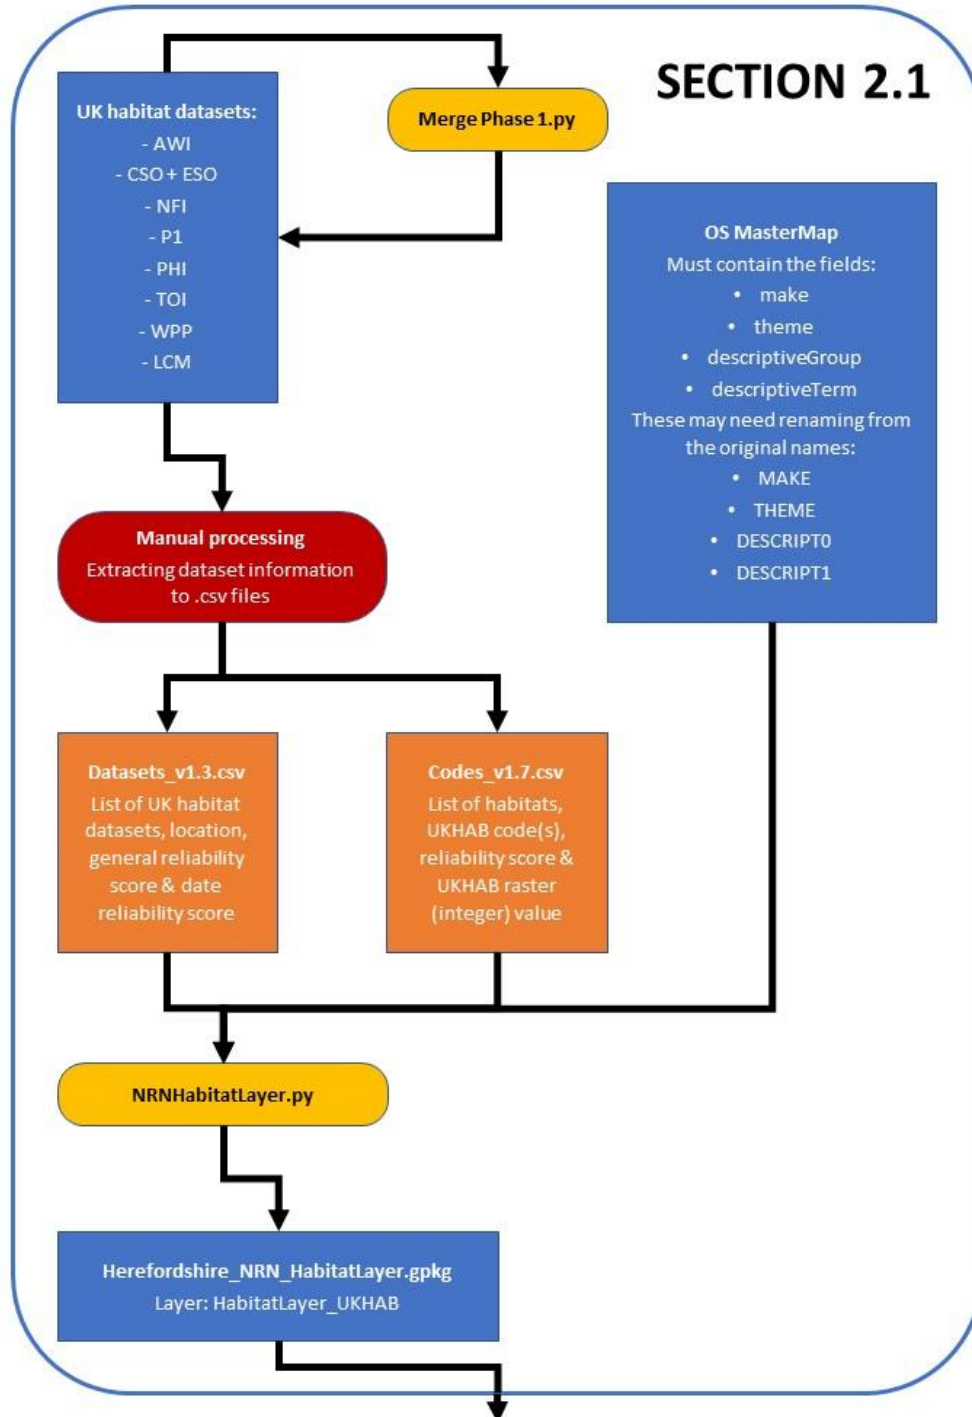 SECTION 2.1
UK habitat datasets:
- AWI
- CSO + ESO
- NFI
- P1
- PHI
- TOI
- WPP
- LCM
Merge Phase 1.py
OS MasterMap
Must contain the fields:
• make
• theme
• descriptiveGroup
• descriptiveTerm
These may need renaming from
the original names:
• MAKE
• THEME
• DESCRIPT0
• DESCRIPT1
Manual processing
Extracting dataset information
to .csv files
Datasets_v1.3.csv
List of UK habitat
datasets, location,
general reliability
score & date
reliability score
Codes_v1.7.csv
List of habitats,
UKHAB code(s),
reliability score &
UKHAB raster
(integer) value
NRNHabitatLayer.py
Herefordshire_NRN_HabitatLayer.gpkg
Layer: HabitatLayer_UKHAB